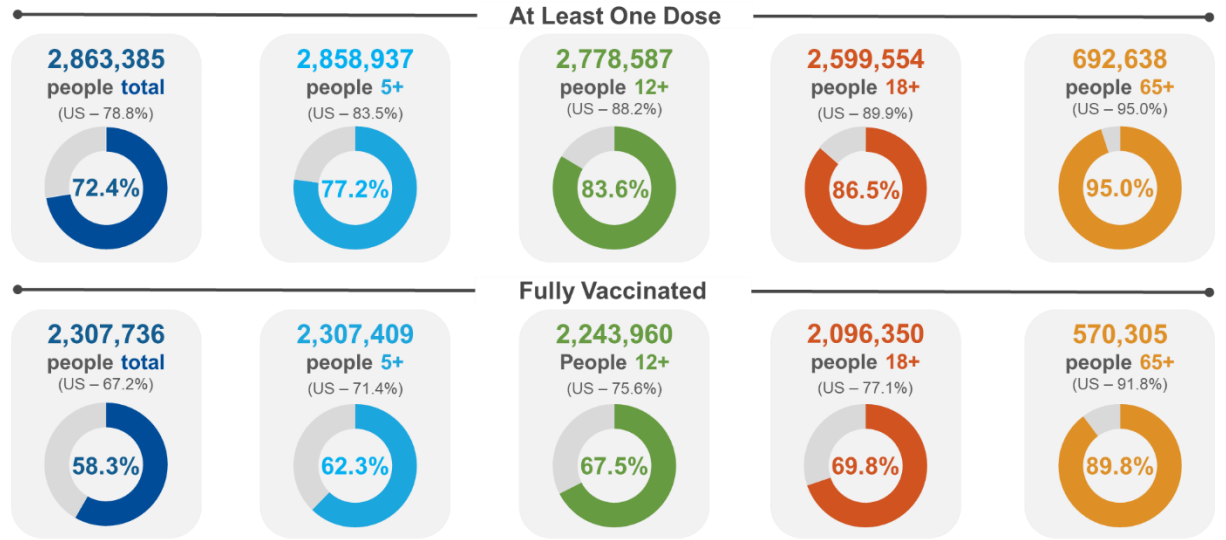 At Least One Dose
2,863,385
people total
(US – 78.8%)
72.4%
2,858,937
people 5+
(US – 83.5%)
77.2%
2,778,587
people 12+
(US – 88.2%)
83.6%
2,599,554
people 18+
(US – 89.9%)
86.5%
692,638
people 65+
(US – 95.0%)
95.0%
Fully Vaccinated
2,307,736
people total
(US – 67.2%)
58.3%
2,307,409
people 5+
(US – 71.4%)
62.3%
2,243,960
People 12+
(US – 75.6%)
67.5%
2,096,350
people 18+
(US – 77.1%)
69.8%
570,305
people 65+
(US – 91.8%)
89.8%